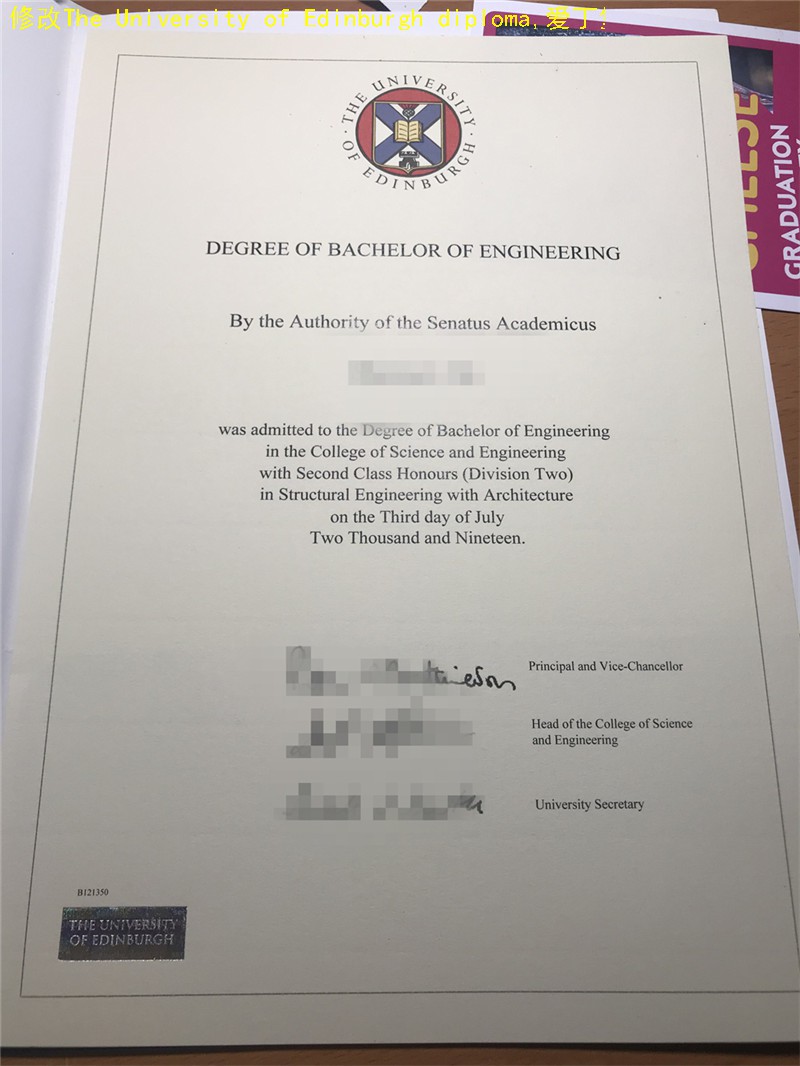 修改The University of Edinburgh diploma,爱丁!
THE UNIVERSITY OF EDINBURGH
DEGREE OF BACHELOR OF ENGINEERING
By the Authority of the Senatus Academicus
was admitted to the Degree of Bachelor of Engineering
in the College of Science and Engineering
with Second Class Honours (Division Two)
in Structural Engineering with Architecture
on the Third day of July
Two Thousand and Nineteen.
Principal and Vice-Chancellor
Head of the College of Science
and Engineering
University Secretary
B121350
THE UNIVERSITY
OF EDINBURGH
GRADUATION